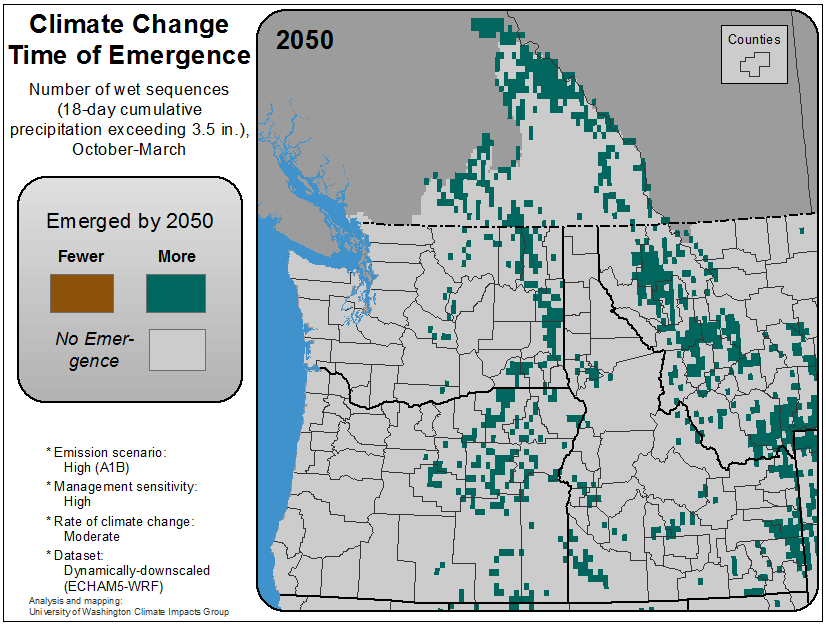 Climate Change
Time of Emergence
Number of wet sequences
(18-day cumulative
precipitation exceeding 3.5 in.),
October-March
Emerged by 2050
Fewer
More
No Emer-
gence
* Emission scenario:
High (A1B)
* Management sensitivity:
High
* Rate of climate change:
Moderate
* Dataset:
Dynamically-downscaled
(ECHAM5-WRF)
Analysis and mapping:
University of Washington Climate Impacts Group
2050
Counties